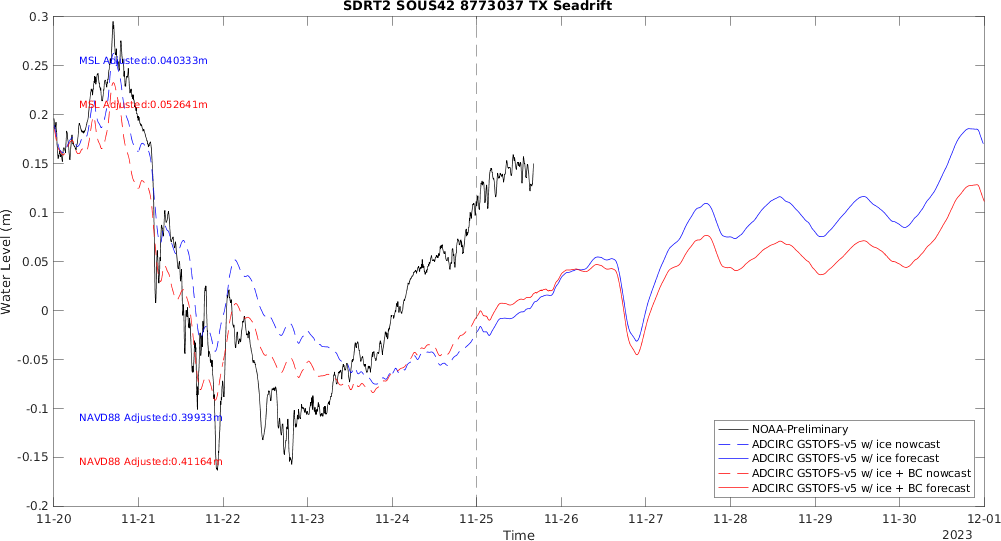 SDRT2 SOUS42 8773037 TX Seadrift
0.3
0.25
0.2
0.15
0.1
0.05
0
-0.05
-0.1
-0.15
-0.2
Water Level (m)
MSL Adjusted:0.040333m
MSL Adjusted:0.052641m
NAVD88 Adjusted:0.39933m
NAVD88 Adjusted:0.41164m
NOAA-Preliminary
ADCIRC GSTOFS-v5 w/ ice nowcast
ADCIRC GSTOFS-v5 w/ ice forecast
ADCIRC GSTOFS-v5 w/ ice + BC nowcast
ADCIRC GSTOFS-v5 w/ ice + BC forecast
11-20 11-21 11-22 11-23 11-24 11-25 11-26 11-27 11-28 11-29 11-30 12-01
Time
2023